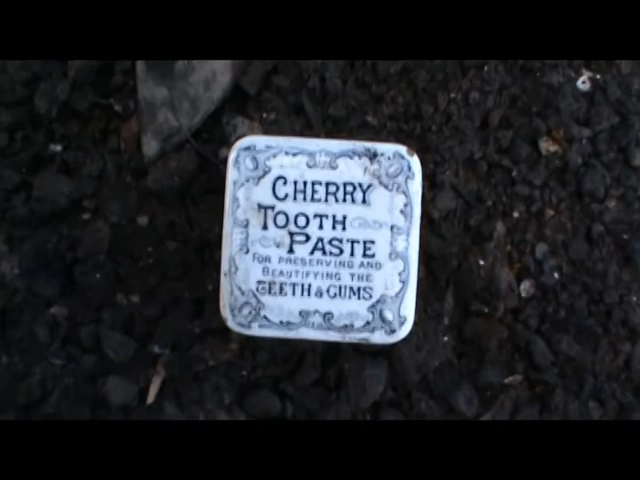 CHERRY
TOOTH
PASTE
FOR PRESERVING AND
BEAUTIFYING THE
TEETH & GUMS